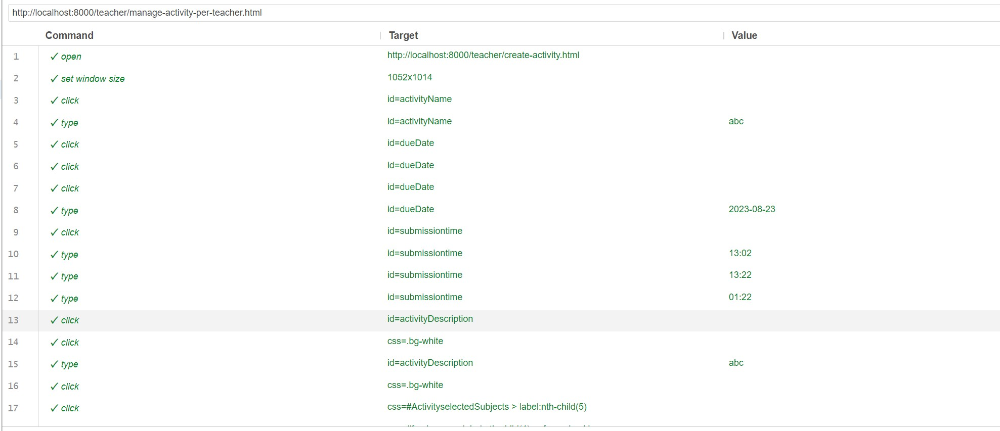 http://localhost:8000/teacher/manage-activity-per-teacher.html
Command Target Value
1 ✓ open http://localhost:8000/teacher/create-activity.html
2 ✓ set window size 1052x1014
3 ✓ click id=activityName
4 ✓ type id=activityName abc
5 ✓ click id=dueDate
6 ✓ click id=dueDate
7 ✓ click id=dueDate
8 ✓ type id=dueDate 2023-08-23
9 ✓ click id=submissiontime
10 ✓ type id=submissiontime 13:02
11 ✓ type id=submissiontime 13:22
12 ✓ type id=submissiontime 01:22
13 ✓ click id=activityDescription
14 ✓ click css=.bg-white
15 ✓ type id=activityDescription abc
16 ✓ click css=.bg-white
17 ✓ click css=#ActivityselectedSubjects > label:nth-child(5)